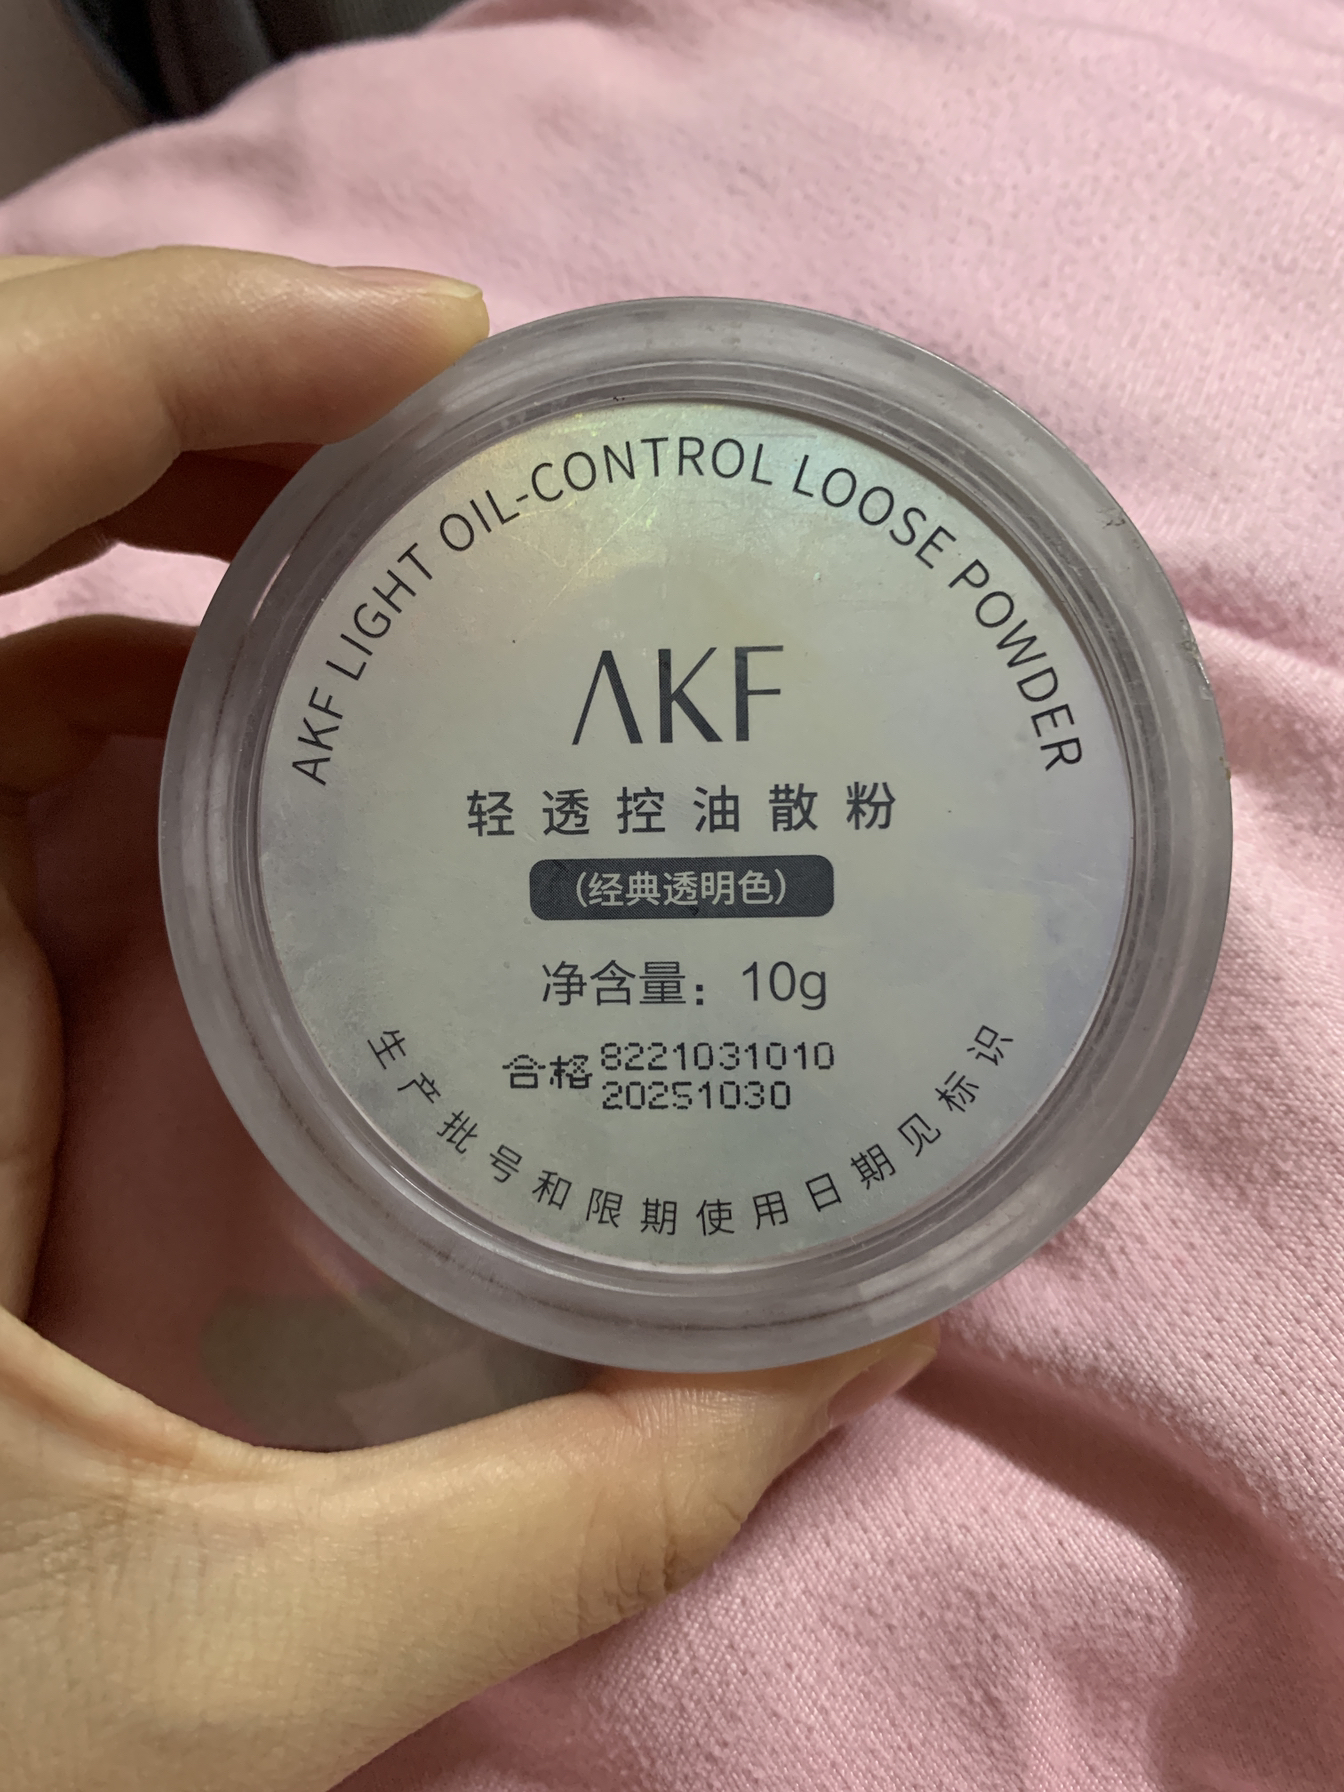 AKF LIGHT OIL-CONTROL LOOSE POWDER
AKF
轻透控油散粉
(经典透明色)
净含量：10g
合格 8221031010
20251030
生产批号和限期使用日期见标识